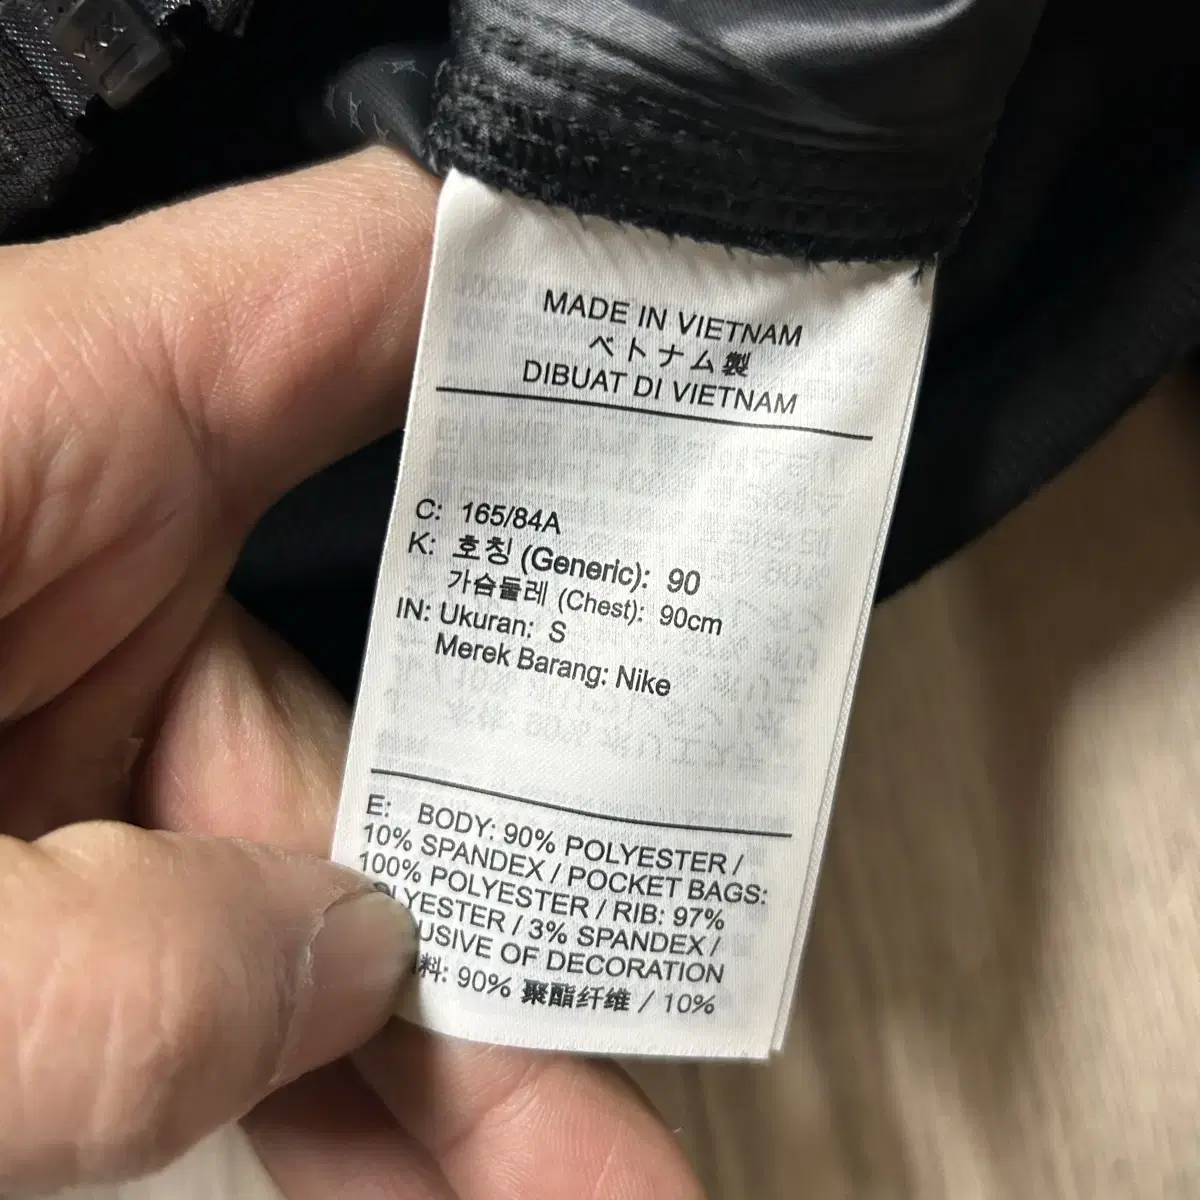 YKK
MADE IN VIETNAM
ベトナム製
DIBUAT DI VIETNAM
C: 165/84A
K: 호칭 (Generic): 90
가슴둘레 (Chest): 90cm
IN: Ukuran: S
Merek Barang: Nike
E: BODY: 90% POLYESTER /
10% SPANDEX / POCKET BAGS:
100% POLYESTER / RIB: 97%
LYESTER / 3% SPANDEX /
USIVE OF DECORATION
料: 90% 聚酯纤维 / 10%